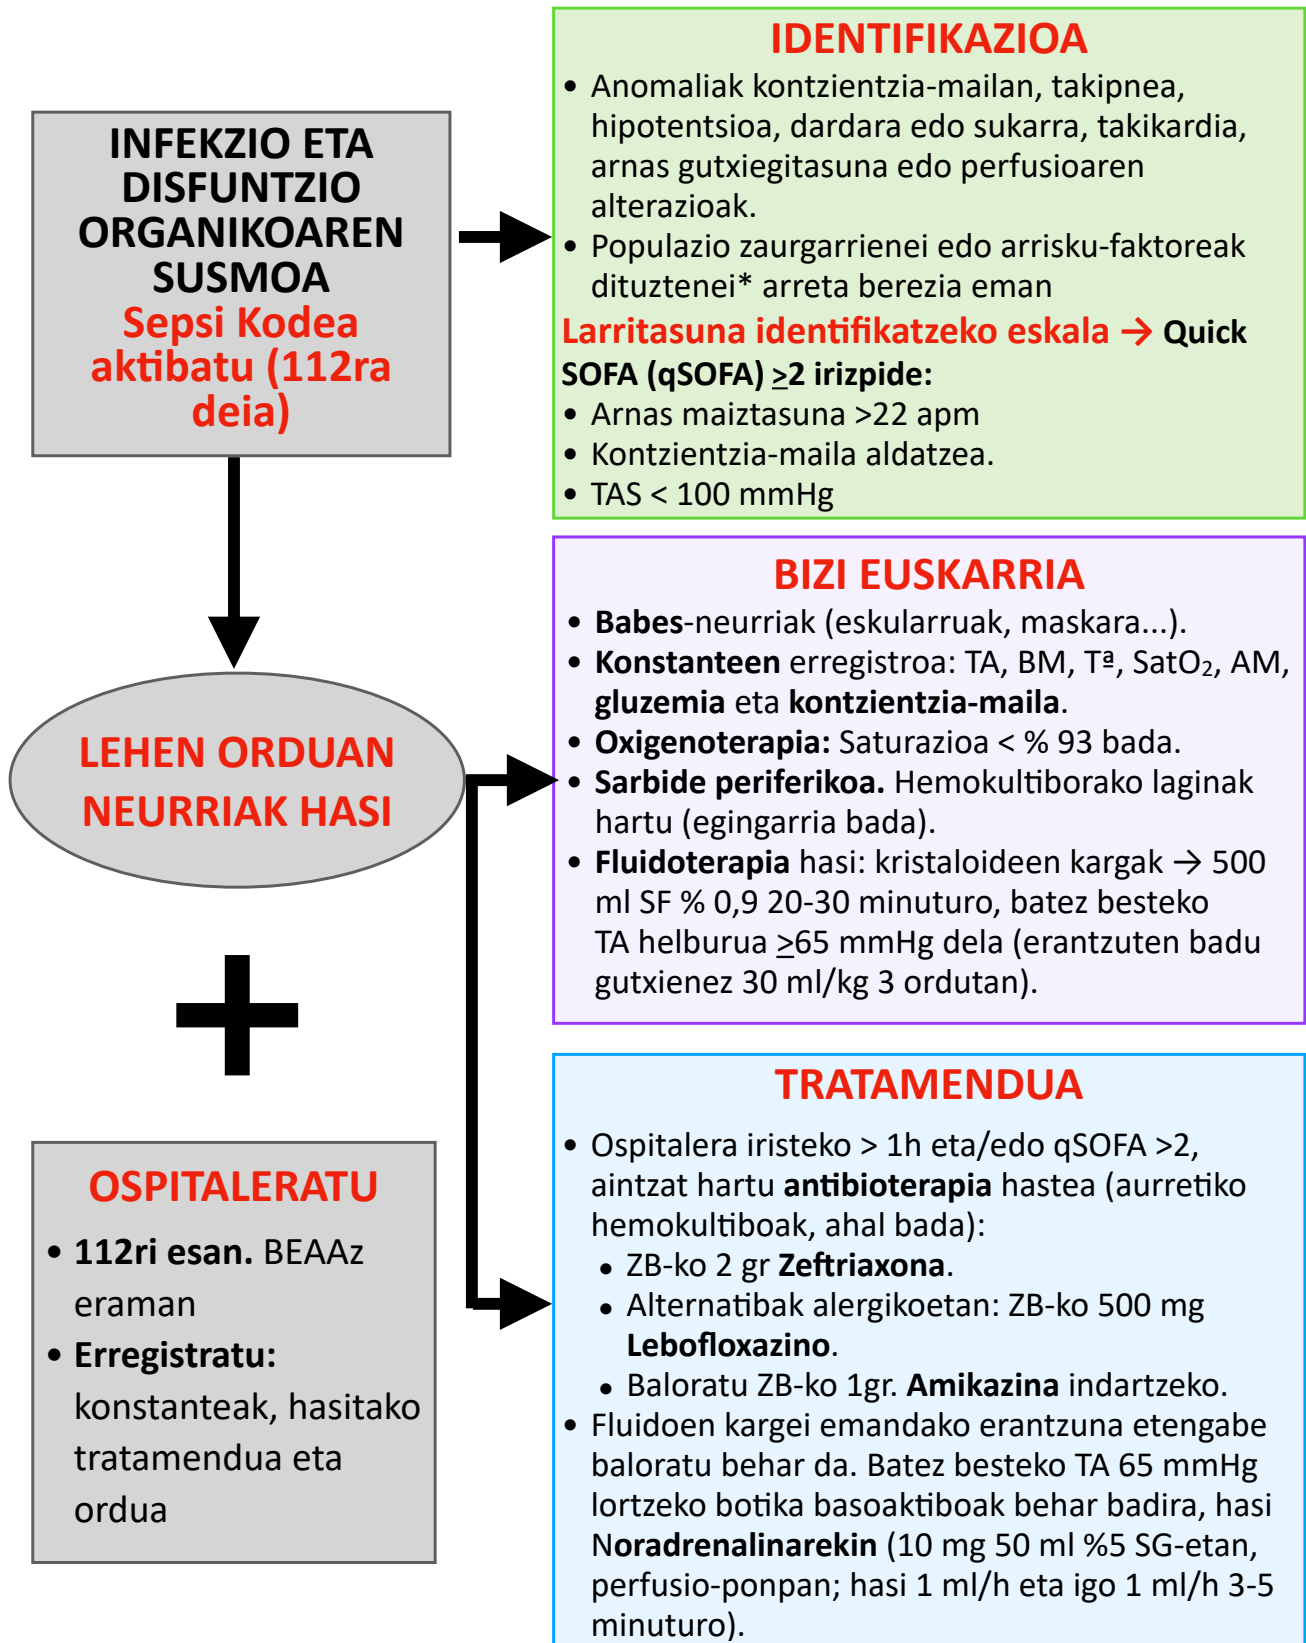 INFEKZIO ETA
DISFUNTZIO
ORGANIKOAREN
SUSMOA
Sepsi Kodea
aktibatu (112ra
deia)
IDENTIFIKAZIOA
• Anomaliak kontzientzia-mailan, takipnea,
hipotentsioa, dardara edo sukarra, takikardia,
arnas gutxiegitasuna edo perfusioaren
alterazioak.
• Populazio zaurgarrienei edo arrisku-faktoreak
dituztenei* arreta berezia eman
Larritasuna identifikatzeko eskala → Quick
SOFA (qSOFA) ≥2 irizpide:
• Arnas maiztasuna >22 apm
• Kontzientzia-maila aldatzea.
• TAS < 100 mmHg
LEHEN ORDUAN
NEURRIAK HASI
BIZI EUSKARRIA
• Babes-neurriak (eskularruak, maskara...).
• Konstanteen erregistroa: TA, BM, Tª, SatO₂, AM,
gluzemia eta kontzientzia-maila.
• Oxigenoterapia: Saturazioa < % 93 bada.
• Sarbide periferikoa. Hemokultiborako laginak
hartu (egingarria bada).
• Fluidoterapia hasi: kristaloideen kargak → 500
ml SF % 0,9 20-30 minuturo, batez besteko
TA helburua ≥65 mmHg dela (erantzuten badu
gutxienez 30 ml/kg 3 ordutan).
OSPITALERATU
• 112ri esan. BEAAz
eraman
• Erregistratu:
konstanteak, hasitako
tratamendua eta
ordua
TRATAMENDUA
• Ospitalera iristeko > 1h eta/edo qSOFA >2,
aintzat hartu antibioterapia hastea (aurretiko
hemokultiboak, ahal bada):
• ZB-ko 2 gr Zeftriaxona.
• Alternatibak alergikoetan: ZB-ko 500 mg
Lebofloxazino.
• Baloratu ZB-ko 1gr. Amikazina indartzeko.
• Fluidoen kargei emandako erantzuna etengabe
baloratu behar da. Batez besteko TA 65 mmHg
lortzeko botika basoaktiboak behar badira, hasi
Noradrenalinarekin (10 mg 50 ml %5 SG-etan,
perfusio-ponpan; hasi 1 ml/h eta igo 1 ml/h 3-5
minuturo).